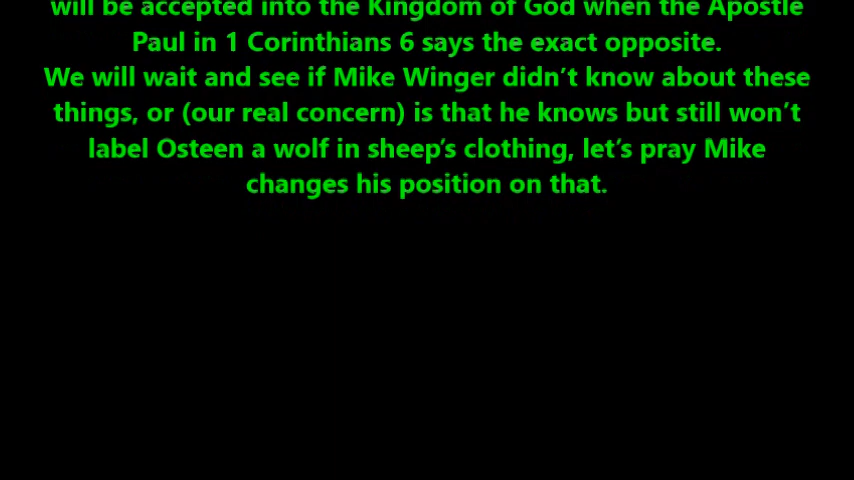 will be accepted into the Kingdom of God when the Apostle
Paul in 1 Corinthians 6 says the exact opposite.
We will wait and see if Mike Winger didn’t know about these
things, or (our real concern) is that he knows but still won’t
label Osteen a wolf in sheep’s clothing, let’s pray Mike
changes his position on that.